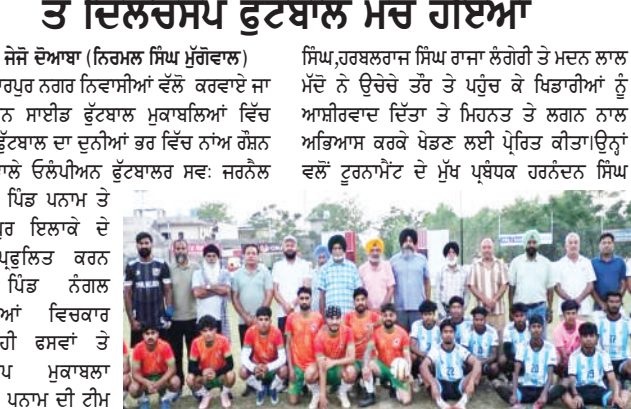 ਤੇ ਦਿਲਚਸਪ ਫੁੱਟਬਾਲ ਮੈਚ ਹੋਇਆ
ਜੇਜੋ ਦੋਆਬਾ (ਨਿਰਮਲ ਸਿੰਘ ਮੁੱਗੋਵਾਲ)
ਨਗਰ ਨਿਵਾਸੀਆਂ ਵੱਲੋ ਕਰਵਾਏ ਜਾ
ਸਾਈਡ ਫੁੱਟਬਾਲ ਮੁਕਾਬਲਿਆਂ ਵਿੱਚ
ਫੁੱਟਬਾਲ ਦਾ ਦੁਨੀਆਂ ਭਰ ਵਿੱਚ ਨਾਂਅ ਰੌਸ਼ਨ
ਓਲੰਪੀਅਨ ਫੁੱਟਬਾਲਰ ਸਵ: ਜਰਨੈਲ
ਪਿੰਡ ਪਨਾਮ ਤੇ
ਇਲਾਕੇ ਦੇ
ਪ੍ਰਫੁਲਿਤ ਕਰਨ
ਪਿੰਡ ਨੰਗਲ
ਵਿਚਕਾਰ
ਹੀ ਫਸਵਾਂ ਤੇ
ਮੁਕਾਬਲਾ
ਪਨਾਮ ਦੀ ਟੀਮ
ਸਿੰਘ,ਹਰਬਲਰਾਜ ਸਿੰਘ ਰਾਜਾ ਲੰਗੇਰੀ ਤੇ ਮਦਨ ਲਾਲ
ਮੱਦੋ ਨੇ ਉਚੇਚੇ ਤੌਰ ਤੇ ਪਹੁੰਚ ਕੇ ਖਿਡਾਰੀਆਂ ਨੂੰ
ਆਸ਼ੀਰਵਾਦ ਦਿੱਤਾ ਤੇ ਮਿਹਨਤ ਤੇ ਲਗਨ ਨਾਲ
ਅਭਿਆਸ ਕਰਕੇ ਖੇਡਣ ਲਈ ਪ੍ਰੇਰਿਤ ਕੀਤਾ।ਉਨ੍ਹਾਂ
ਵਲੋਂ ਟੂਰਨਾਮੈਂਟ ਦੇ ਮੁੱਖ ਪ੍ਰਬੰਧਕ ਹਰਨੰਦਨ ਸਿੰਘ